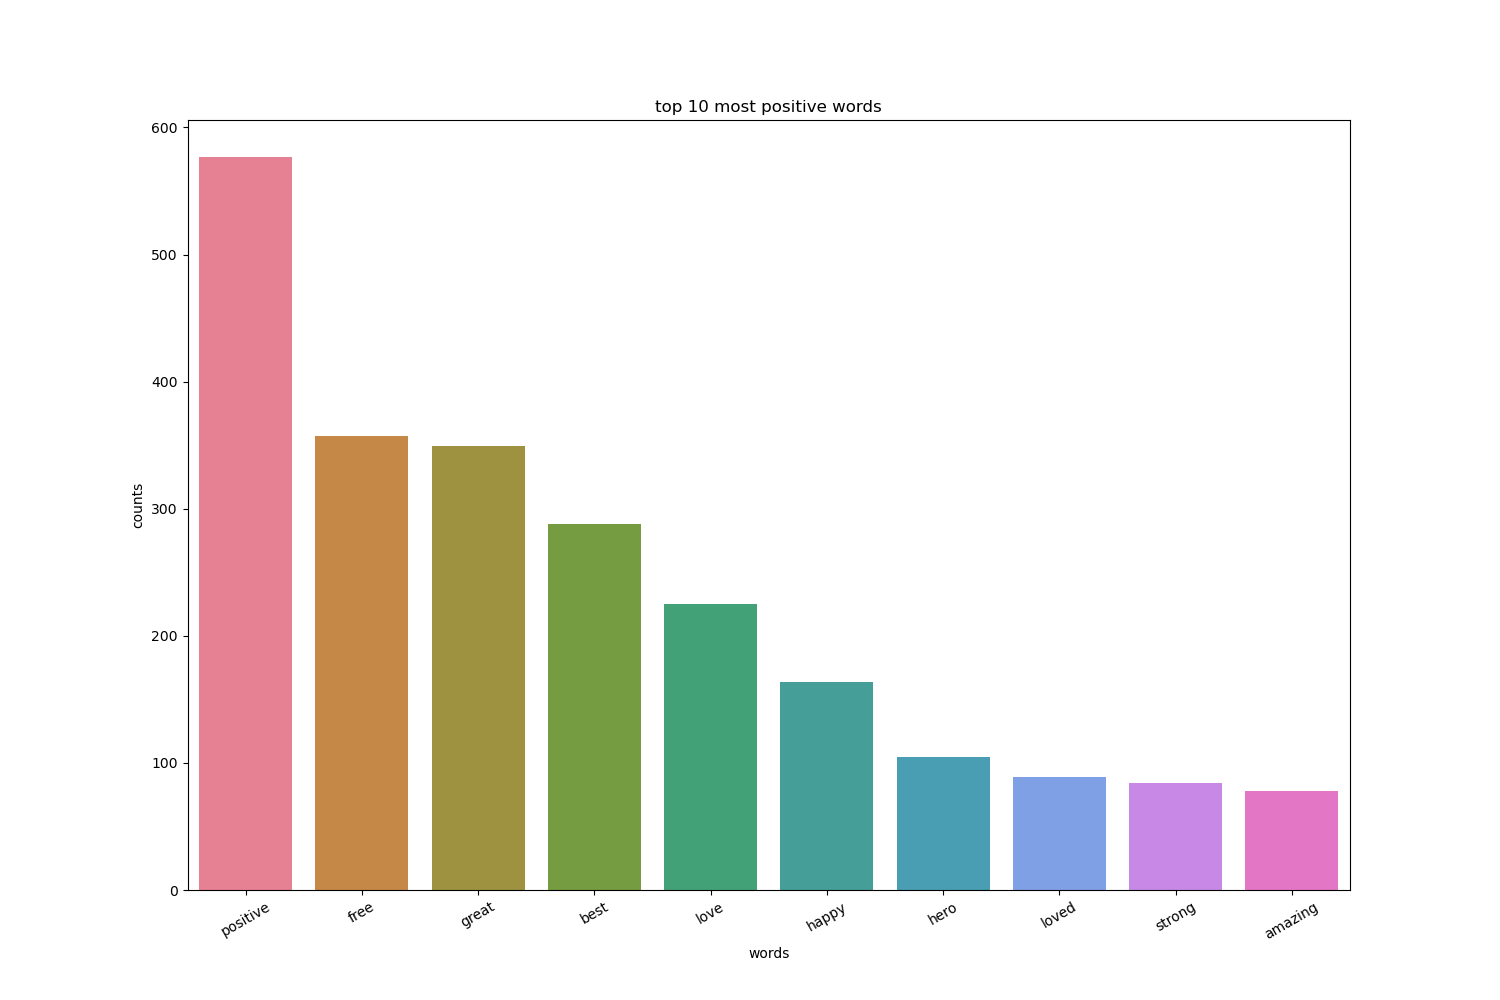 top 10 most positive words
600
500
400
300
200
100
0
counts
positive
free
great
best
love
happy
hero
loved
strong
amazing
words